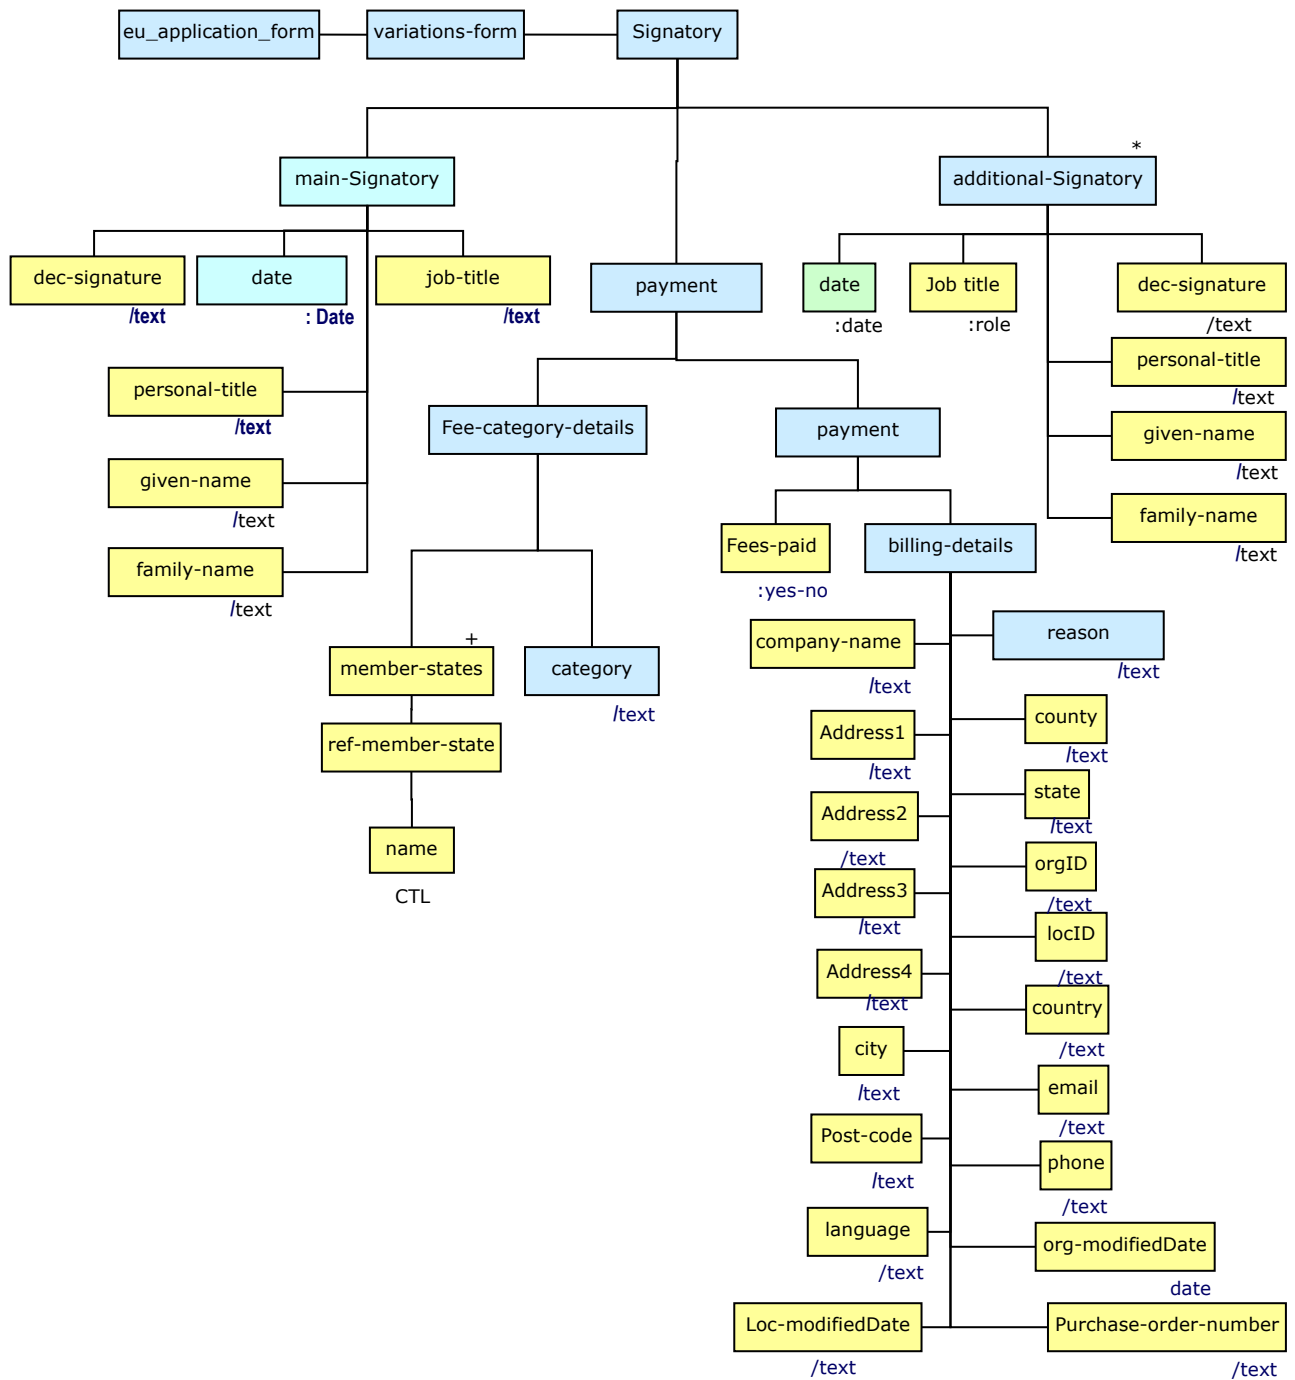 eu_application_form
variations-form
Signatory
main-Signatory
*
additional-Signatory
dec-signature
/text
date
: Date
job-title
/text
payment
date
:date
Job title
:role
dec-signature
/text
personal-title
/text
personal-title
/text
Fee-category-details
payment
given-name
/text
given-name
/text
family-name
/text
family-name
/text
Fees-paid
:yes-no
billing-details
+
member-states
category
/text
ref-member-state
name
CTL
company-name
/text
reason
/text
Address1
/text
county
/text
Address2
/text
state
/text
Address3
/text
orgID
/text
Address4
/text
locID
/text
city
/text
country
/text
Post-code
/text
email
/text
language
/text
phone
/text
org-modifiedDate
date
Loc-modifiedDate
/text
Purchase-order-number
/text